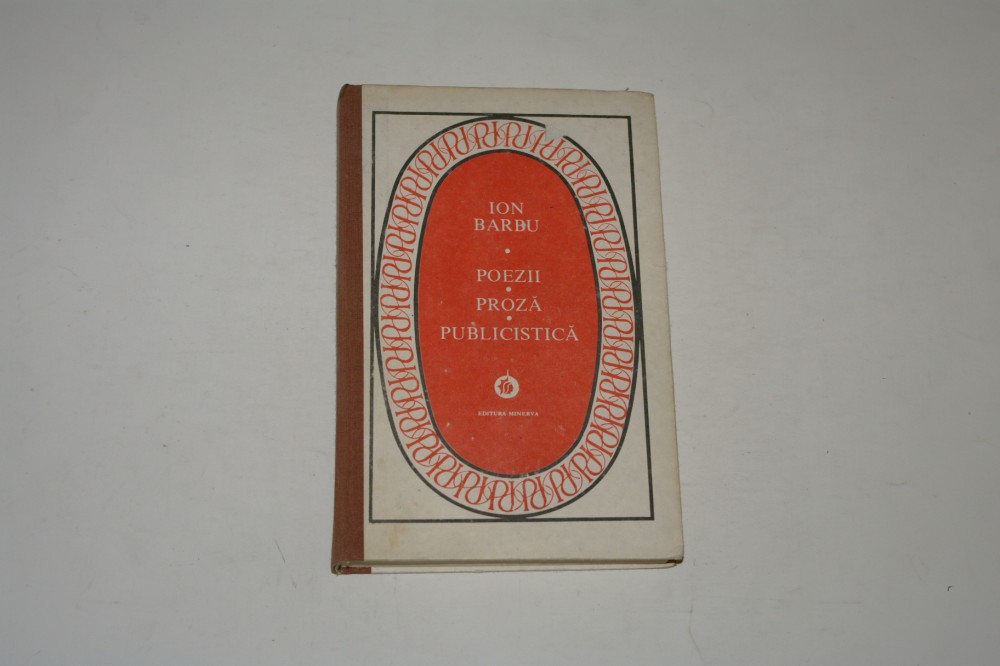 ION
BARBU
POEZII
PROZĂ
PUBLICISTICĂ
EDITURA MINERVA